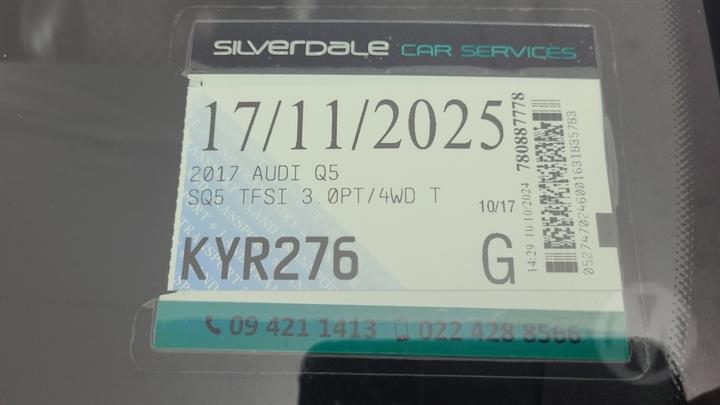 SILVERDALE CAR SERVICES
17/11/2025
2017 AUDI Q5
SQ5 TFSI 3.0PT/4WD T
10/17
KYR276
G
14:29 10/10/2024
780887778
09 421 1413 022 428 8566